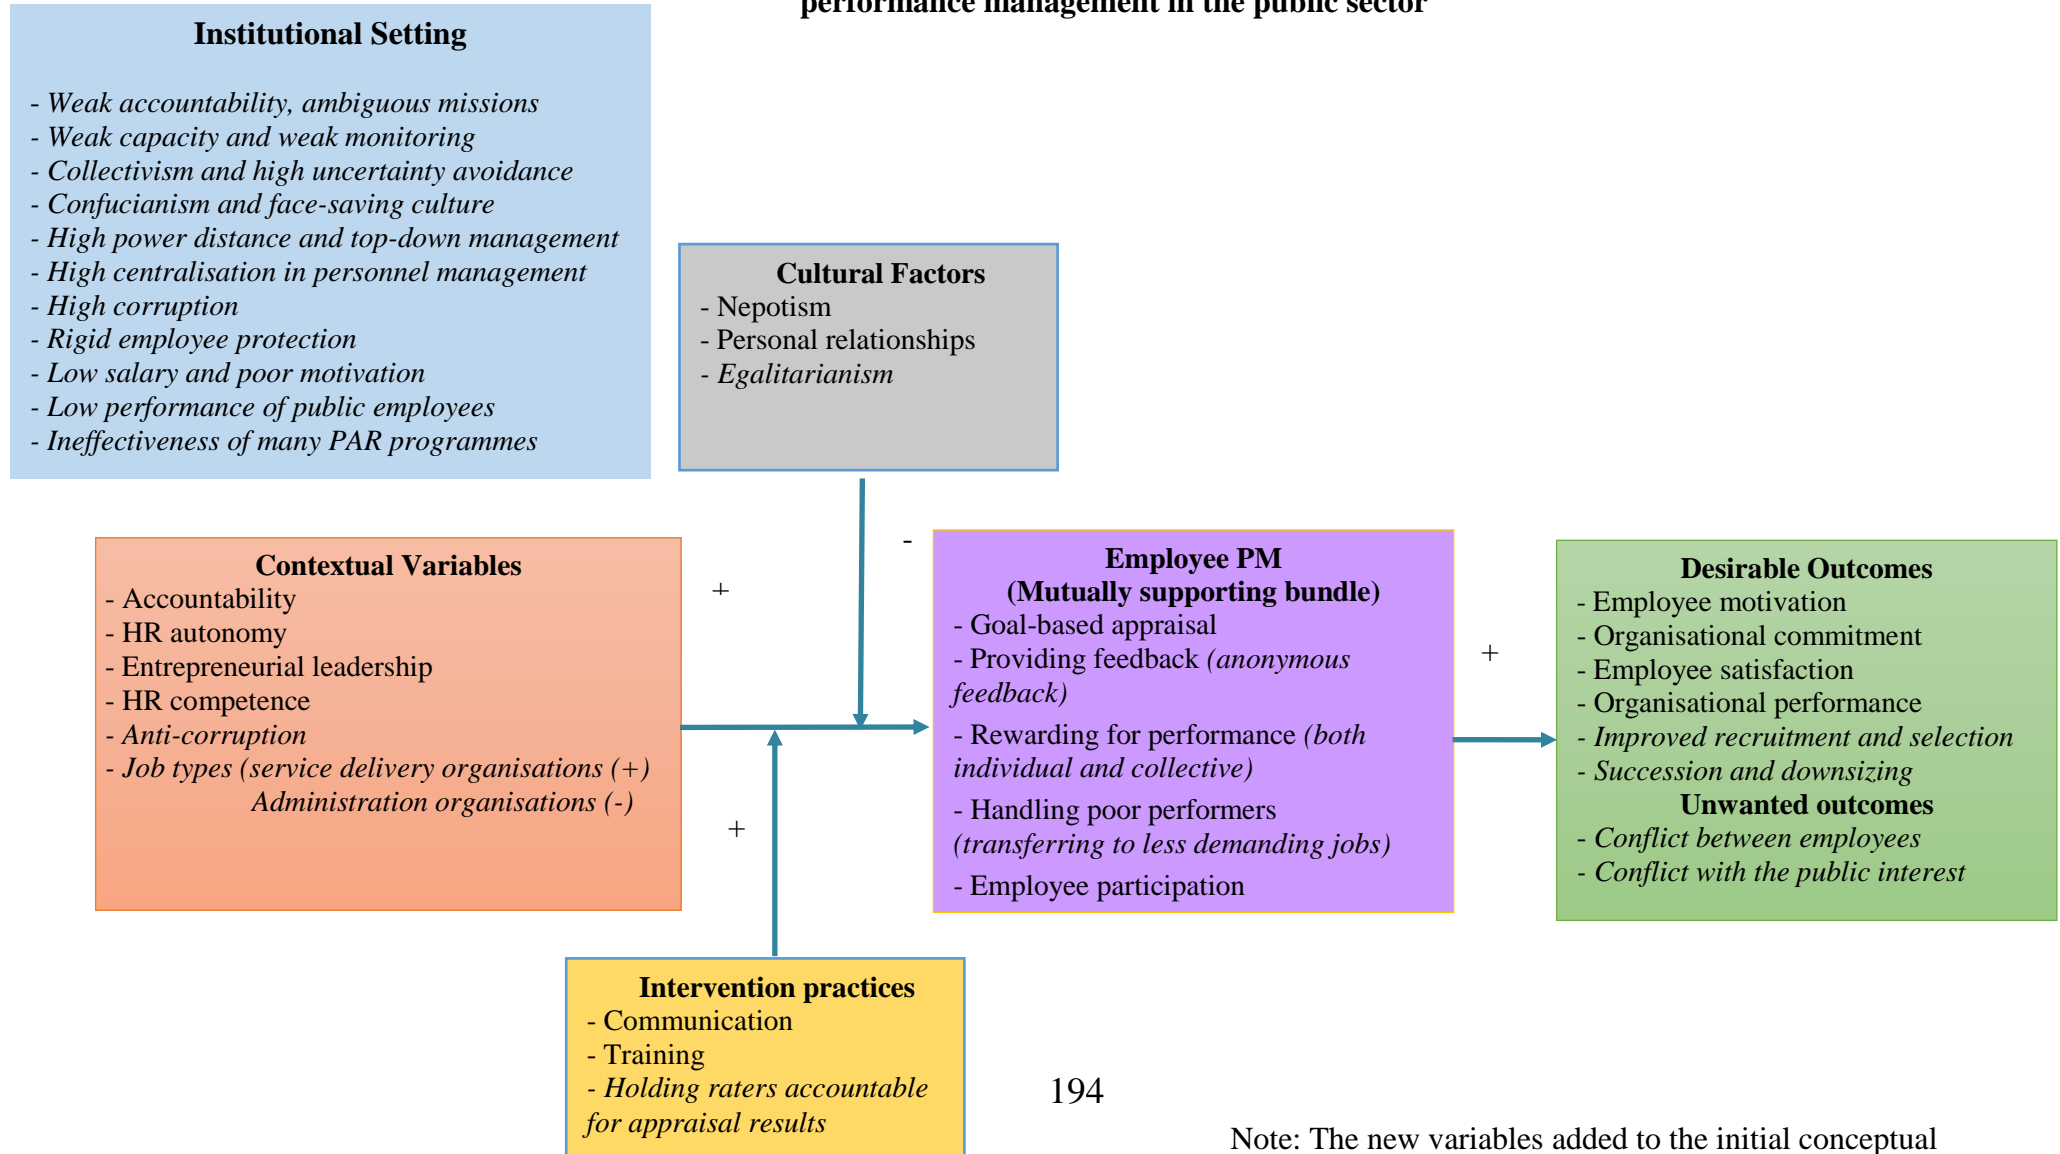 performance management in the public sector
Institutional Setting
- Weak accountability, ambiguous missions
- Weak capacity and weak monitoring
- Collectivism and high uncertainty avoidance
- Confucianism and face-saving culture
- High power distance and top-down management
- High centralisation in personnel management
- High corruption
- Rigid employee protection
- Low salary and poor motivation
- Low performance of public employees
- Ineffectiveness of many PAR programmes
Cultural Factors
- Nepotism
- Personal relationships
- Egalitarianism
-
Contextual Variables
- Accountability
- HR autonomy
- Entrepreneurial leadership
- HR competence
- Anti-corruption
- Job types (service delivery organisations (+)
Administration organisations (-)
+
+
Employee PM
(Mutually supporting bundle)
- Goal-based appraisal
- Providing feedback (anonymous
feedback)
- Rewarding for performance (both
individual and collective)
- Handling poor performers
(transferring to less demanding jobs)
- Employee participation
+
Desirable Outcomes
- Employee motivation
- Organisational commitment
- Employee satisfaction
- Organisational performance
- Improved recruitment and selection
- Succession and downsizing
Unwanted outcomes
- Conflict between employees
- Conflict with the public interest
Intervention practices
- Communication
- Training
- Holding raters accountable
for appraisal results
194
Note: The new variables added to the initial conceptual